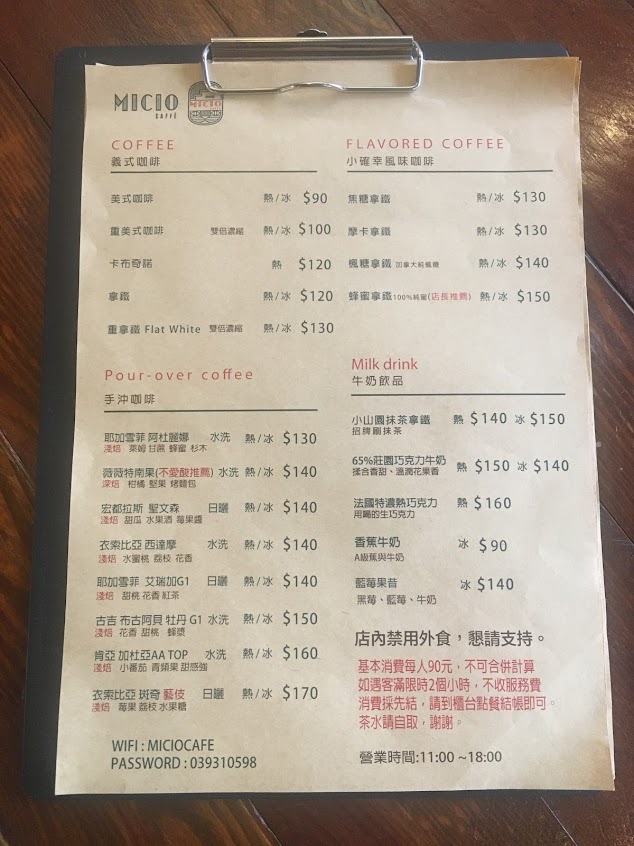 MICIO
CAFFÈ
MICIO
COFFEE
義式咖啡
美式咖啡 熱/冰 $90
重美式咖啡 雙倍濃縮 熱/冰 $100
卡布奇諾 熱 $120
拿鐵 熱/冰 $120
重拿鐵 Flat White 雙倍濃縮 熱/冰 $130
FLAVORED COFFEE
小確幸風味咖啡
焦糖拿鐵 熱/冰 $130
摩卡拿鐵 熱/冰 $130
楓糖拿鐵 加拿大純楓糖 熱/冰 $140
蜂蜜拿鐵 100%純蜜(店長推薦) 熱/冰 $150
Pour-over coffee
手沖咖啡
耶加雪菲 阿杜麗娜 水洗 熱/冰 $130
淺焙 萊姆 甘蔗 蜂蜜 杉木
薇薇特南果(不愛酸推薦) 水洗 熱/冰 $140
深焙 柑橘 堅果 烤麵包
宏都拉斯 聖文森 日曬 熱/冰 $140
淺焙 甜瓜 水果酒 莓果醬
衣索比亞 西達摩 水洗 熱/冰 $140
淺焙 水蜜桃 荔枝 花香
耶加雪菲 艾瑞加G1 日曬 熱/冰 $140
淺焙 甜桃 花香 紅茶
古吉 布古阿貝 牡丹 G1 水洗 熱/冰 $150
淺焙 花香 甜桃 蜂漿
肯亞 加杜亞AA TOP 水洗 熱/冰 $160
淺焙 小番茄 青頻果 甜感強
衣索比亞 斑奇 藝伎 日曬 熱/冰 $170
淺焙 莓果 荔枝 水果糖
WIFI : MICIOCAFE
PASSWORD : 039310598
Milk drink
牛奶飲品
小山園抹茶拿鐵 熱 $140 冰 $150
招牌刷抹茶
65%莊園巧克力牛奶 熱 $150 冰 $140
揉合香甜、溫潤花果香
法國特濃熱巧克力 熱 $160
用喝的生巧克力
香蕉牛奶 冰 $90
A級蕉與牛奶
藍莓果昔 冰 $140
黑莓、藍莓、牛奶
店內禁用外食，懇請支持。
基本消費每人90元，不可合併計算
如遇客滿限時2個小時，不收服務費
消費採先結，請到櫃台點餐結帳即可。
茶水請自取，謝謝。
營業時間:11:00 ~18:00